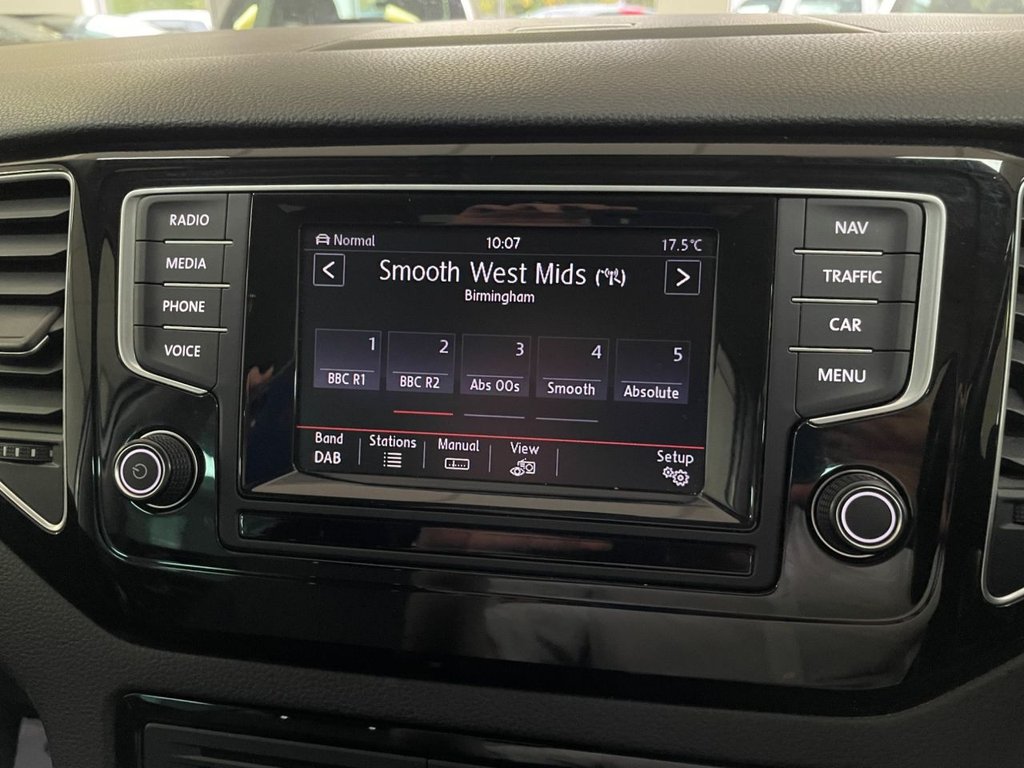 RADIO
MEDIA
PHONE
VOICE
Normal 10:07 17.5°C
< Smooth West Mids >
Birmingham
1 2 3 4 5
BBC R1 BBC R2 Abs 00s Smooth Absolute
Band Stations Manual View Setup
DAB
NAV
TRAFFIC
CAR
MENU